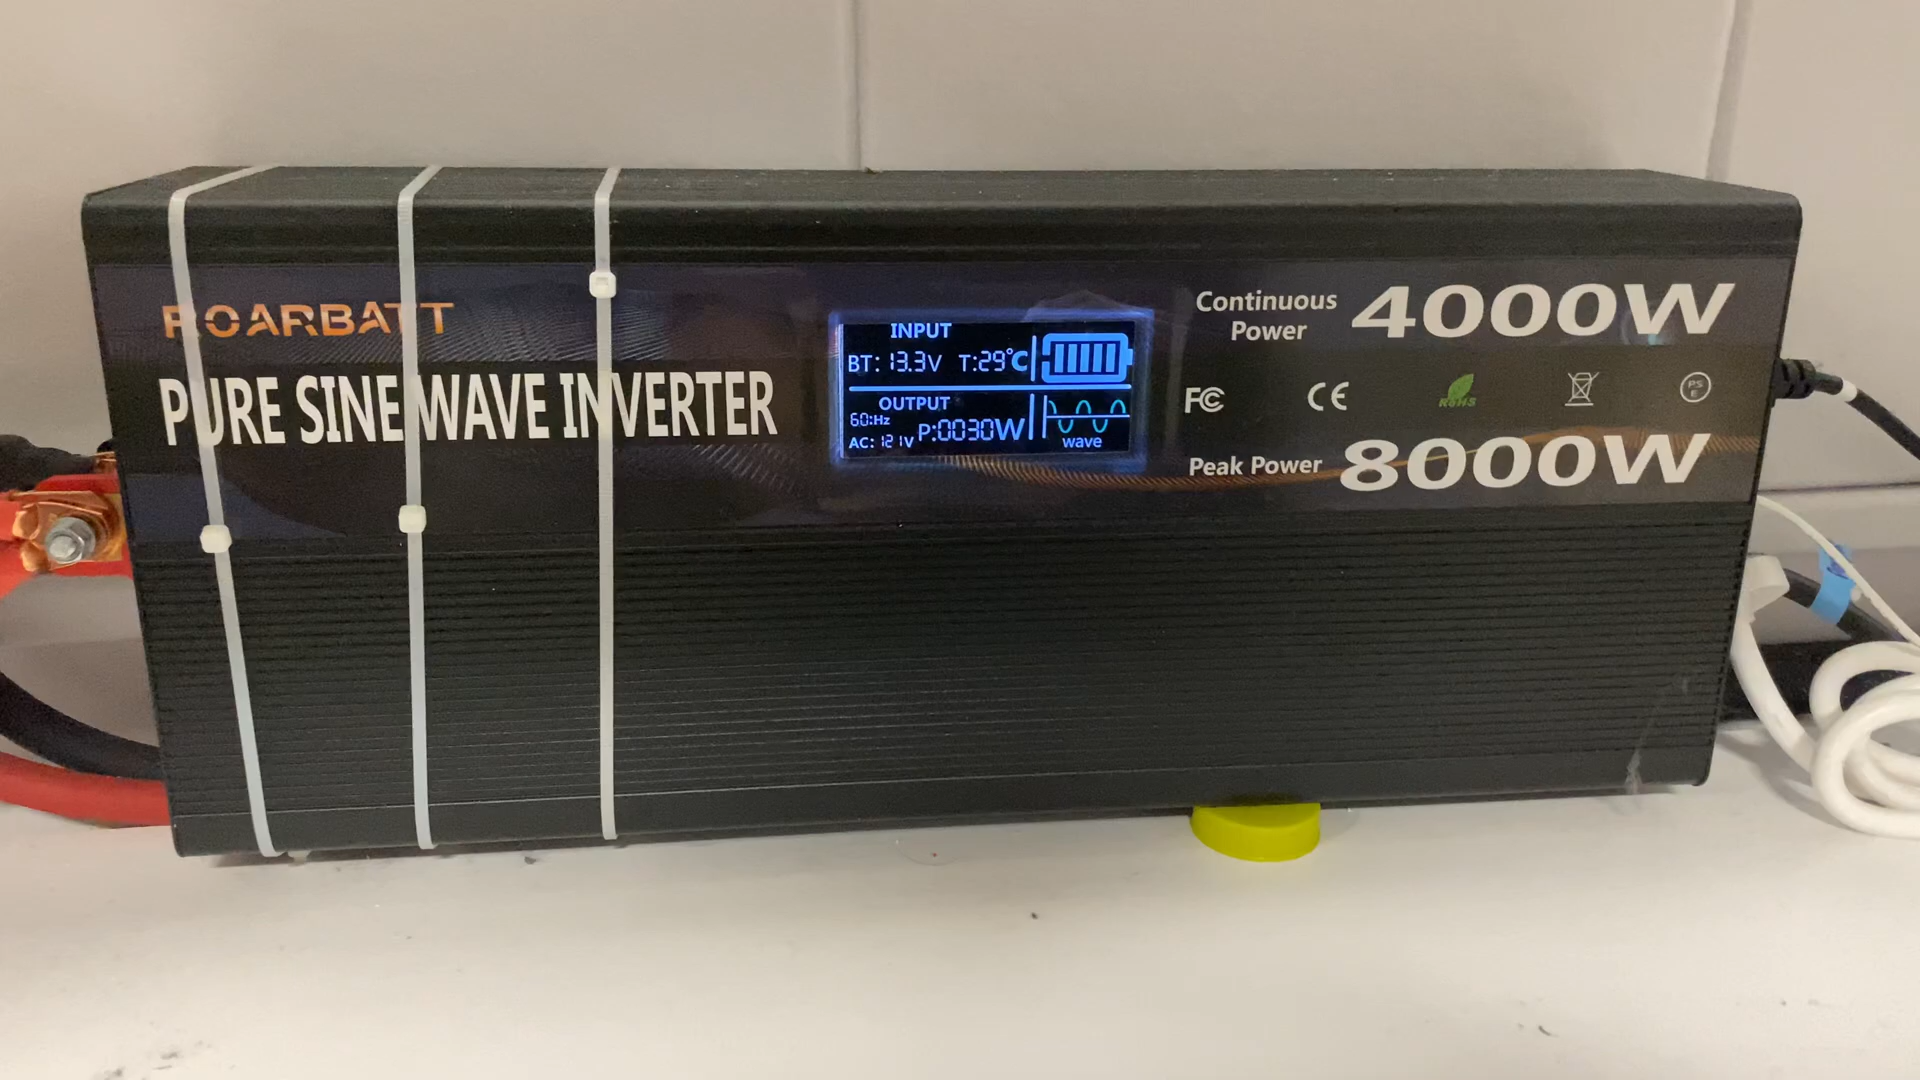 ROARBATT
PURE SINE WAVE INVERTER
INPUT
BT: 13.3V T:29°C
OUTPUT
60:Hz
AC: 121V P:0030W
wave
Continuous Power 4000W
FC CE RoHS PSE
Peak Power 8000W